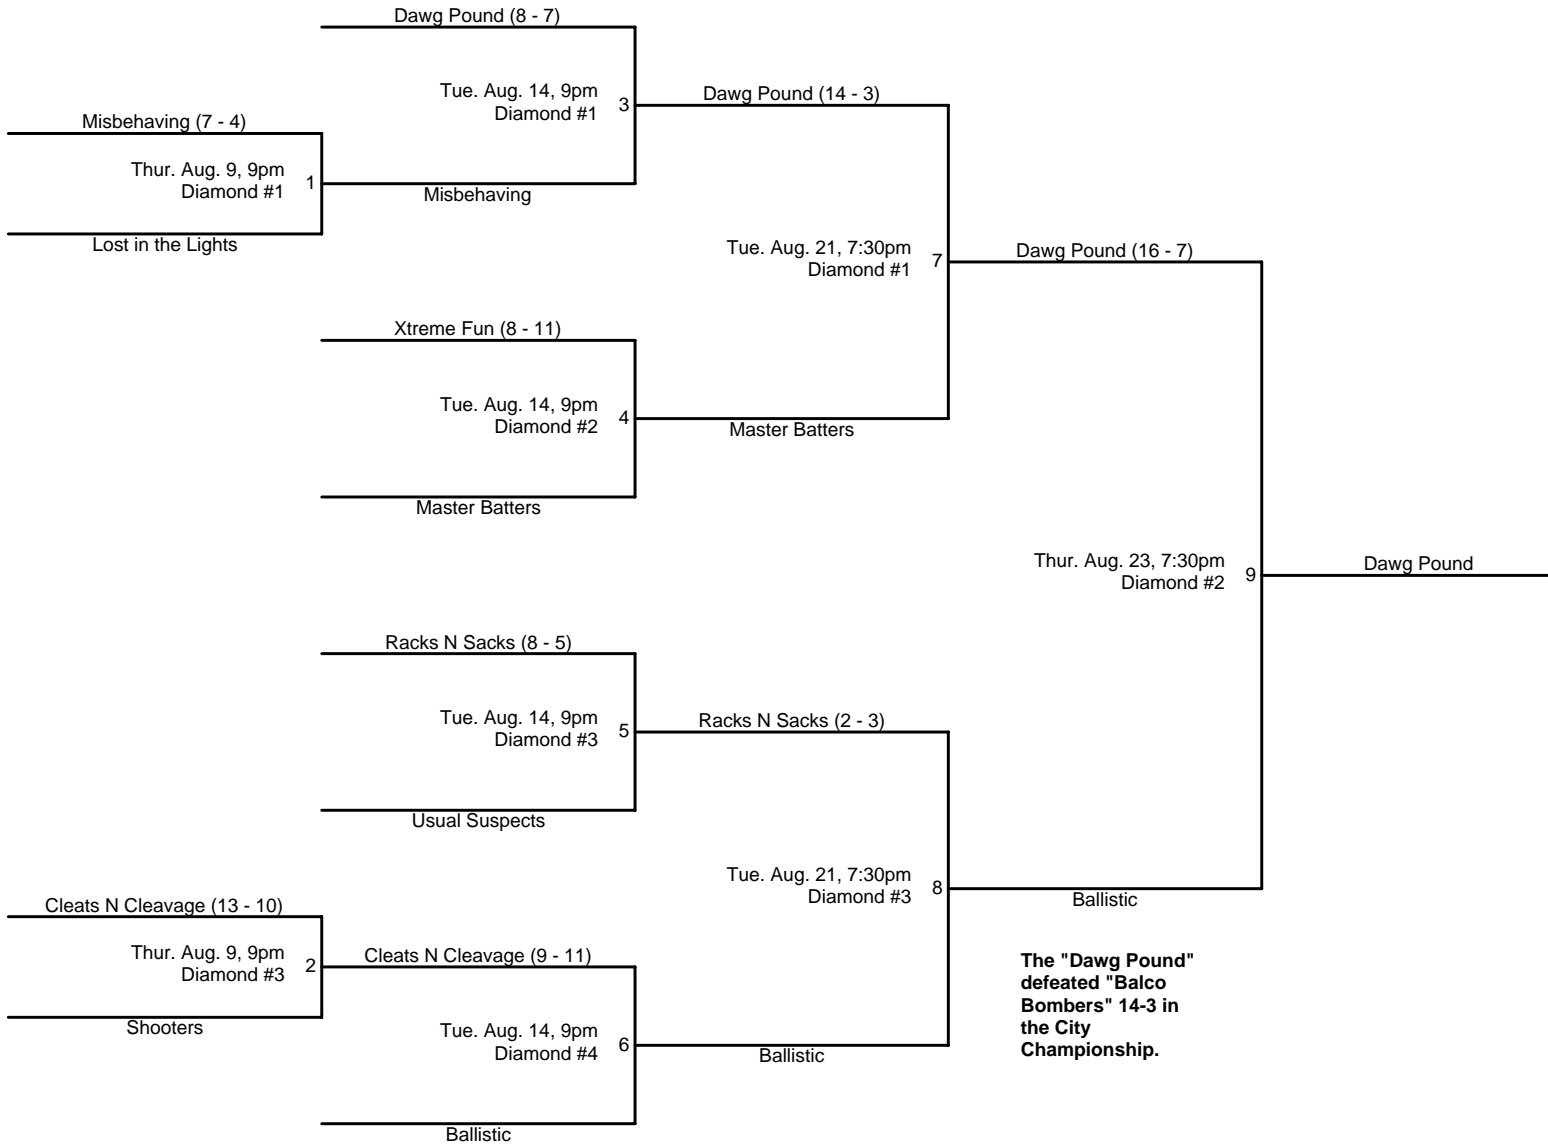 Dawg Pound (8 - 7)
Tue. Aug. 14, 9pm
Diamond #1
3
Dawg Pound (14 - 3)
Misbehaving (7 - 4)
Thur. Aug. 9, 9pm
Diamond #1
1
Misbehaving
Lost in the Lights
Tue. Aug. 21, 7:30pm
Diamond #1
7
Dawg Pound (16 - 7)
Xtreme Fun (8 - 11)
Tue. Aug. 14, 9pm
Diamond #2
4
Master Batters
Master Batters
Thur. Aug. 23, 7:30pm
Diamond #2
9
Dawg Pound
Racks N Sacks (8 - 5)
Tue. Aug. 14, 9pm
Diamond #3
5
Racks N Sacks (2 - 3)
Usual Suspects
Tue. Aug. 21, 7:30pm
Diamond #3
8
Ballistic
Cleats N Cleavage (13 - 10)
Thur. Aug. 9, 9pm
Diamond #3
2
Cleats N Cleavage (9 - 11)
Shooters
Tue. Aug. 14, 9pm
Diamond #4
6
Ballistic
Ballistic
The "Dawg Pound"
defeated "Balco
Bombers" 14-3 in
the City
Championship.